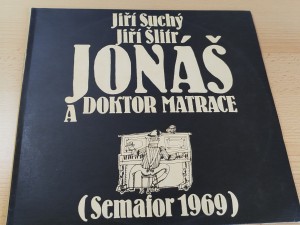 Jiří Suchý
Jiří Šlitr
JONÁŠ
A DOKTOR MATRACE
(Semafor 1969)